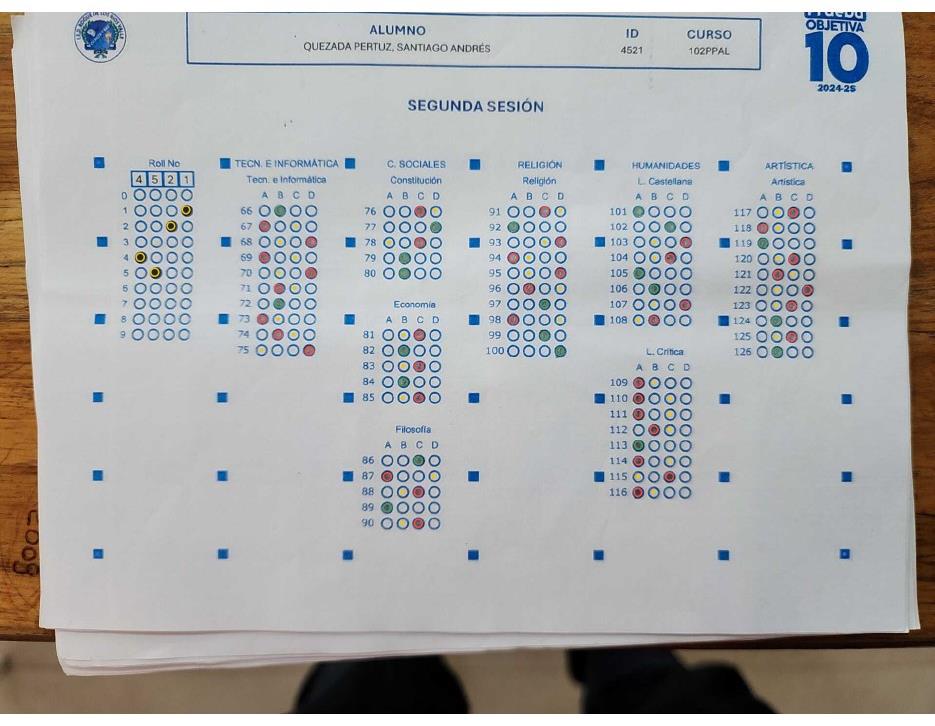 ALUMNO
QUEZADA PERTUZ, SANTIAGO ANDRÉS
ID
4521
CURSO
102PPAL
Prueba
OBJETIVA
10
2024-2S
SEGUNDA SESIÓN
Roll No
4 5 2 1
0
1
2
3
4
5
6
7
8
9
TECN. E INFORMÁTICA
Tecn. e Informática
A B C D
66
67
68
69
70
71
72
73
74
75
C. SOCIALES
Constitución
A B C D
76
77
78
79
80
Economía
A B C D
81
82
83
84
85
Filosofía
A B C D
86
87
88
89
90
RELIGIÓN
Religión
A B C D
91
92
93
94
95
96
97
98
99
100
HUMANIDADES
L. Castellana
A B C D
101
102
103
104
105
106
107
108
L. Crítica
A B C D
109
110
111
112
113
114
115
116
ARTÍSTICA
Artística
A B C D
117
118
119
120
121
122
123
124
125
126